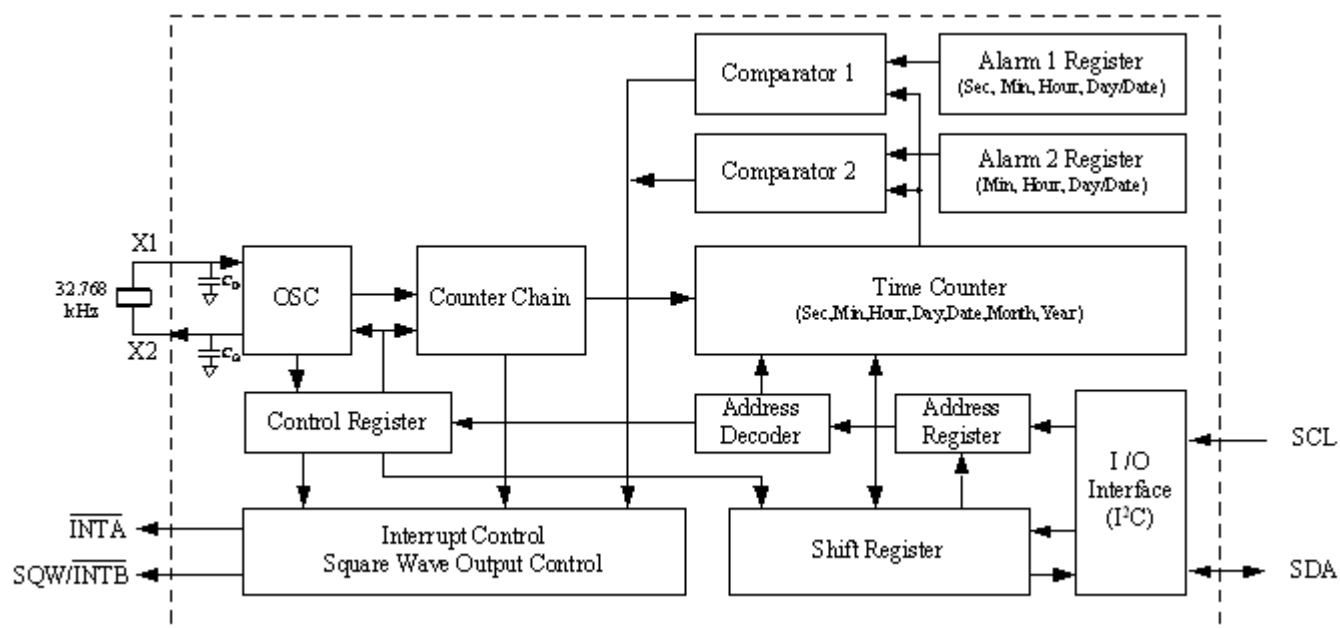 Comparator 1
Alarm 1 Register
(Sec, Min, Hour, Day/Date)
Comparator 2
Alarm 2 Register
(Min, Hour, Day/Date)
X1
32.768
kHz
X2
C_D
C_G
OSC
Counter Chain
Time Counter
(Sec,Min,Hour,Day,Date,Month,Year)
Control Register
Address
Decoder
Address
Register
I /O
Interface
(I²C)
SCL
SDA
INTA
SQW/INTB
Interrupt Control
Square Wave Output Control
Shift Register